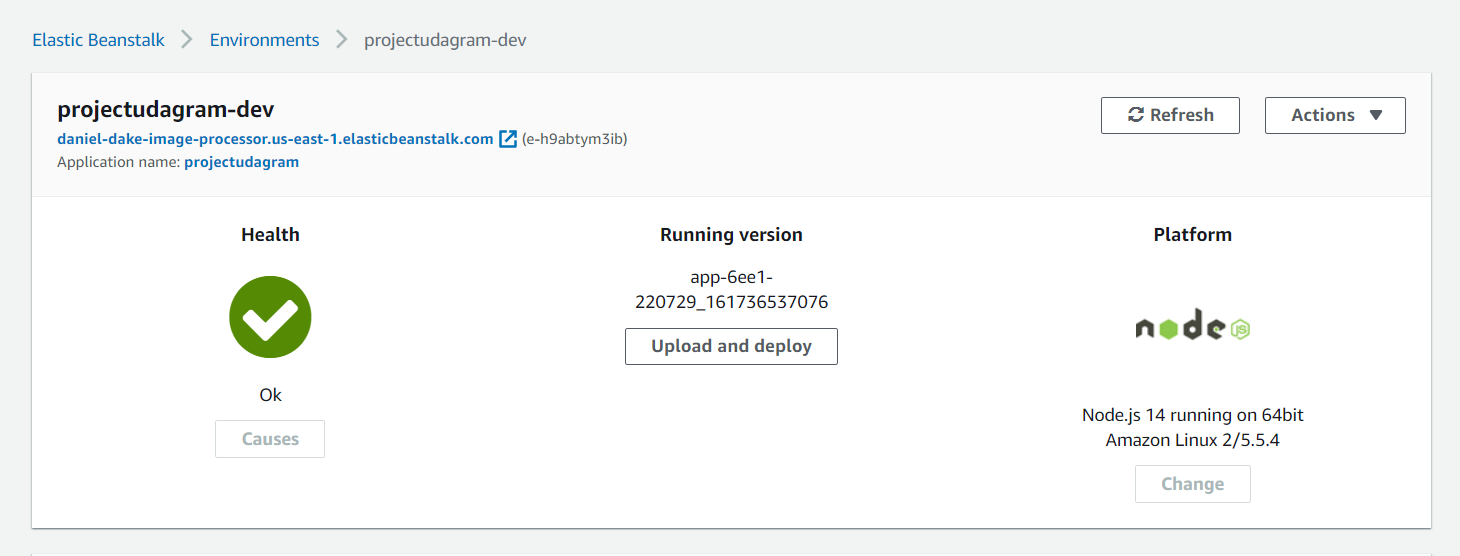 Elastic Beanstalk > Environments > projectudagram-dev
projectudagram-dev
Refresh
Actions
daniel-dake-image-processor.us-east-1.elasticbeanstalk.com (e-h9abtym3ib)
Application name: projectudagram
Health
Ok
Causes
Running version
app-6ee1-
220729_161736537076
Upload and deploy
Platform
node JS
Node.js 14 running on 64bit
Amazon Linux 2/5.5.4
Change